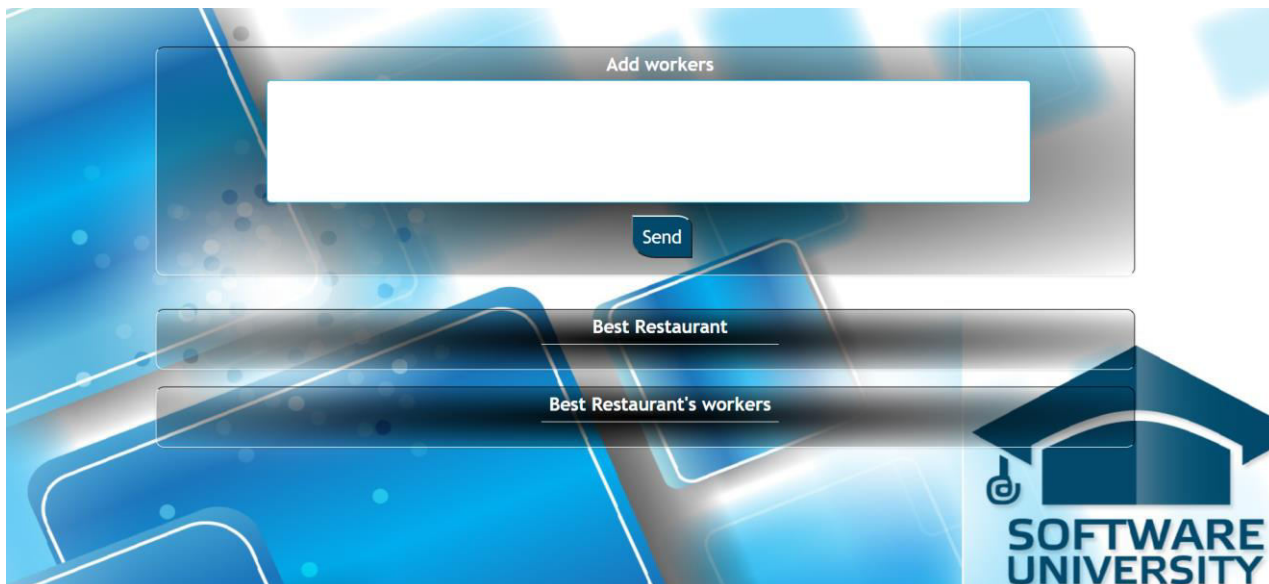 Add workers
Send
Best Restaurant
Best Restaurant's workers
SOFTWARE
UNIVERSITY